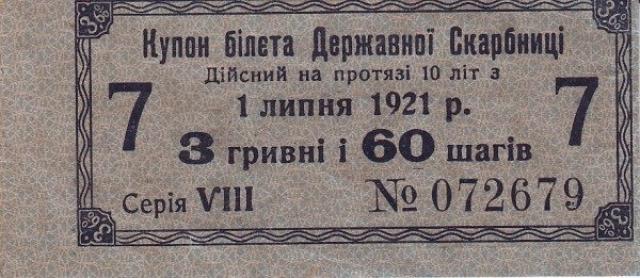 Купон білета Державної Скарбниці
Дійсний на протязі 10 літ з
7 1 липня 1921 р. 7
3 гривні і 60 шагів
Серія VIII № 072679